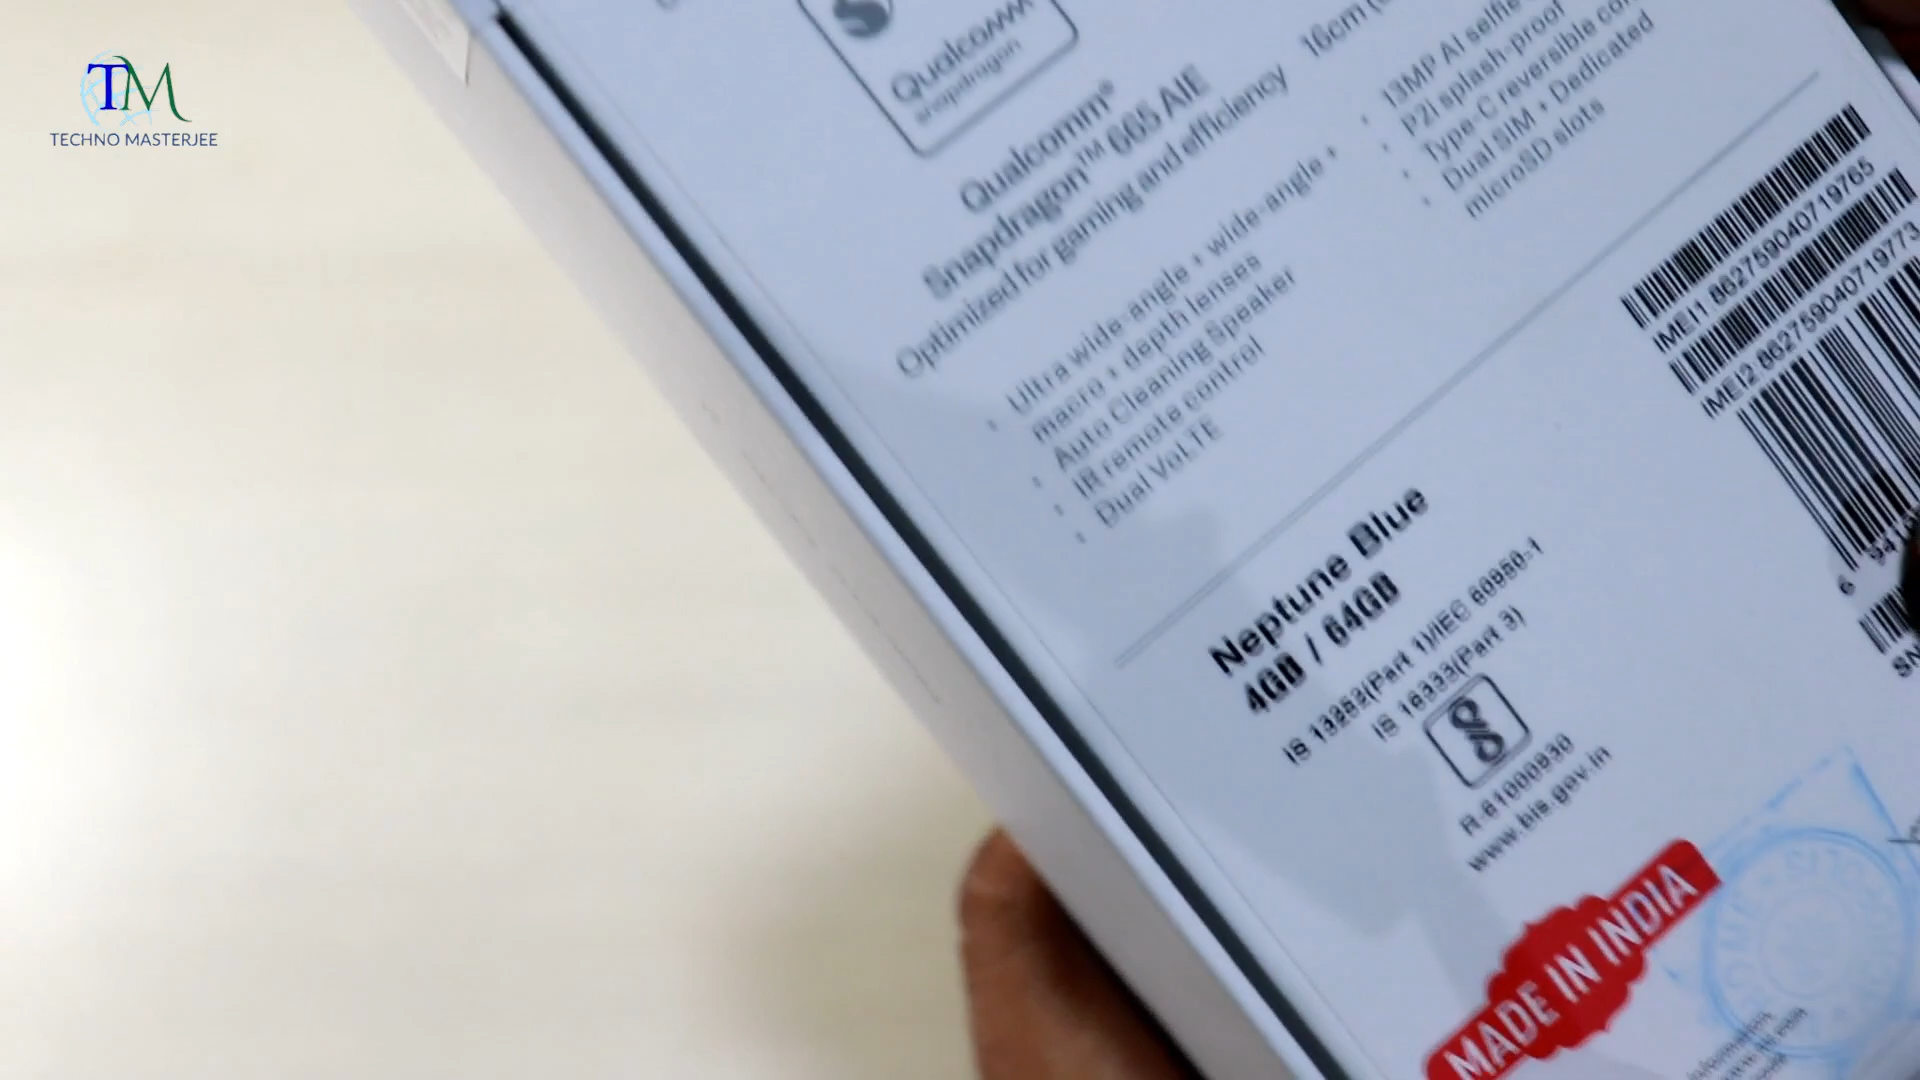 TM
TECHNO MASTERJEE
Qualcomm
snapdragon
Qualcomm®
Snapdragon™ 665 AIE
Optimized for gaming and efficiency
16cm
• Ultra wide-angle + wide-angle +
macro + depth lenses
• Auto Cleaning Speaker
• IR remote control
• Dual VoLTE
• 13MP AI selfie
• P2i splash-proof
• Type-C reversible
• Dual SIM + Dedicated
microSD slots
IMEI1 862759040719765
IMEI2 862759040719773
6
SN
Neptune Blue
4GB / 64GB
IS 13252(Part 1)/IEC 60950-1
IS 16333(Part 3)
R-61000930
www.bis.gov.in
MADE IN INDIA
information